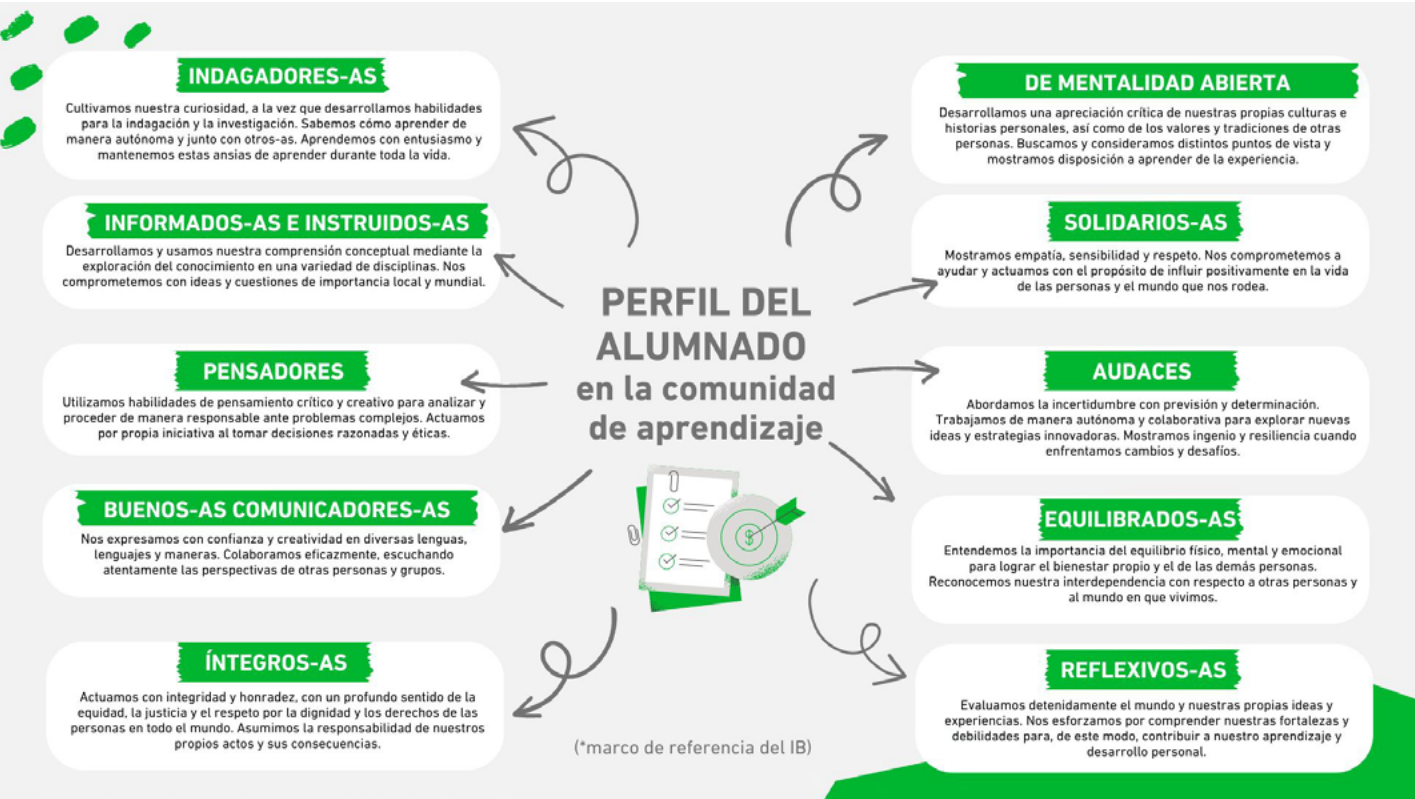 INDAGADORES-AS
Cultivamos nuestra curiosidad, a la vez que desarrollamos habilidades
para la indagación y la investigación. Sabemos cómo aprender de
manera autónoma y junto con otros-as. Aprendemos con entusiasmo y
mantenemos estas ansias de aprender durante toda la vida.
INFORMADOS-AS E INSTRUIDOS-AS
Desarrollamos y usamos nuestra comprensión conceptual mediante la
exploración del conocimiento en una variedad de disciplinas. Nos
comprometemos con ideas y cuestiones de importancia local y mundial.
PENSADORES
Utilizamos habilidades de pensamiento crítico y creativo para analizar y
proceder de manera responsable ante problemas complejos. Actuamos
por propia iniciativa al tomar decisiones razonadas y éticas.
BUENOS-AS COMUNICADORES-AS
Nos expresamos con confianza y creatividad en diversas lenguas,
lenguajes y maneras. Colaboramos eficazmente, escuchando
atentamente las perspectivas de otras personas y grupos.
ÍNTEGROS-AS
Actuamos con integridad y honradez, con un profundo sentido de la
equidad, la justicia y el respeto por la dignidad y los derechos de las
personas en todo el mundo. Asumimos la responsabilidad de nuestros
propios actos y sus consecuencias.
PERFIL DEL
ALUMNADO
en la comunidad
de aprendizaje
$
(*marco de referencia del IB)
DE MENTALIDAD ABIERTA
Desarrollamos una apreciación crítica de nuestras propias culturas e
historias personales, así como de los valores y tradiciones de otras
personas. Buscamos y consideramos distintos puntos de vista y
mostramos disposición a aprender de la experiencia.
SOLIDARIOS-AS
Mostramos empatía, sensibilidad y respeto. Nos comprometemos a
ayudar y actuamos con el propósito de influir positivamente en la vida
de las personas y el mundo que nos rodea.
AUDACES
Abordamos la incertidumbre con previsión y determinación.
Trabajamos de manera autónoma y colaborativa para explorar nuevas
ideas y estrategias innovadoras. Mostramos ingenio y resiliencia cuando
enfrentamos cambios y desafíos.
EQUILIBRADOS-AS
Entendemos la importancia del equilibrio físico, mental y emocional
para lograr el bienestar propio y el de las demás personas.
Reconocemos nuestra interdependencia con respecto a otras personas y
al mundo en que vivimos.
REFLEXIVOS-AS
Evaluamos detenidamente el mundo y nuestras propias ideas y
experiencias. Nos esforzamos por comprender nuestras fortalezas y
debilidades para, de este modo, contribuir a nuestro aprendizaje y
desarrollo personal.